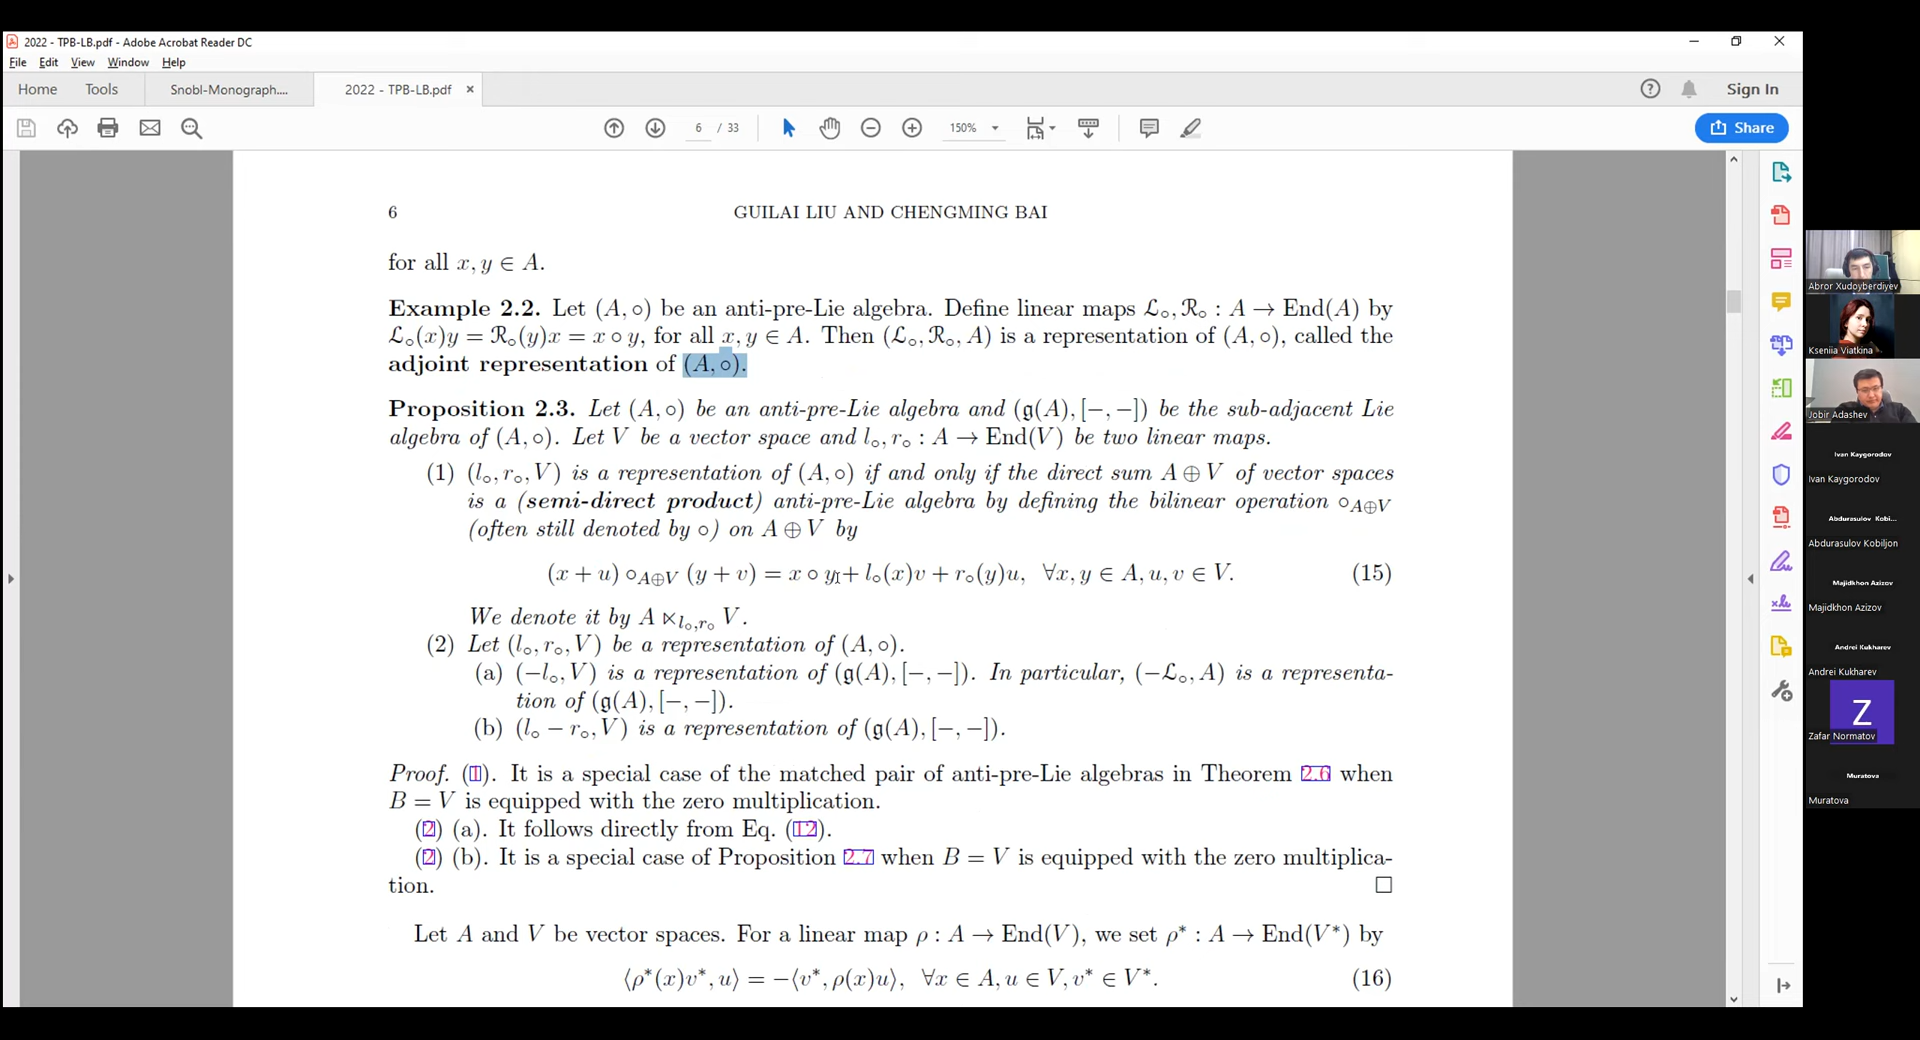 2022 - TPB-LB.pdf - Adobe Acrobat Reader DC
File Edit View Window Help
Home Tools Snobl-Monograph.... 2022 - TPB-LB.pdf × Sign In
6 / 33 150% Share
6 GUILAI LIU AND CHENGMING BAI
for all x, y ∈ A.
Example 2.2. Let (A, ∘) be an anti-pre-Lie algebra. Define linear maps ℒ∘, ℛ∘ : A → End(A) by
ℒ∘(x)y = ℛ∘(y)x = x ∘ y, for all x, y ∈ A. Then (ℒ∘, ℛ∘, A) is a representation of (A, ∘), called the
adjoint representation of (A, ∘).
Proposition 2.3. Let (A, ∘) be an anti-pre-Lie algebra and (𝔤(A), [−, −]) be the sub-adjacent Lie
algebra of (A, ∘). Let V be a vector space and l∘, r∘ : A → End(V) be two linear maps.
(1) (l∘, r∘, V) is a representation of (A, ∘) if and only if the direct sum A ⊕ V of vector spaces
is a (semi-direct product) anti-pre-Lie algebra by defining the bilinear operation ∘A⊕V
(often still denoted by ∘) on A ⊕ V by
(x + u) ∘A⊕V (y + v) = x ∘ y + l∘(x)v + r∘(y)u, ∀x, y ∈ A, u, v ∈ V. (15)
We denote it by A ⋉l∘,r∘ V.
(2) Let (l∘, r∘, V) be a representation of (A, ∘).
(a) (−l∘, V) is a representation of (𝔤(A), [−, −]). In particular, (−ℒ∘, A) is a representa-
tion of (𝔤(A), [−, −]).
(b) (l∘ − r∘, V) is a representation of (𝔤(A), [−, −]).
Proof. (1). It is a special case of the matched pair of anti-pre-Lie algebras in Theorem 2.6 when
B = V is equipped with the zero multiplication.
(2) (a). It follows directly from Eq. (12).
(2) (b). It is a special case of Proposition 2.7 when B = V is equipped with the zero multiplica-
tion. □
Let A and V be vector spaces. For a linear map ρ : A → End(V), we set ρ* : A → End(V*) by
⟨ρ*(x)v*, u⟩ = −⟨v*, ρ(x)u⟩, ∀x ∈ A, u ∈ V, v* ∈ V*. (16)
Abror Xudoyberdiyev
Kseniia Viatkina
Jobir Adashev
Ivan Kaygorodov
Ivan Kaygorodov
Abdurasulov Kobi...
Abdurasulov Kobiljon
Majidkhon Azizov
Majidkhon Azizov
Andrei Kukharev
Andrei Kukharev
Z
Zafar Normatov
Muratova
Muratova